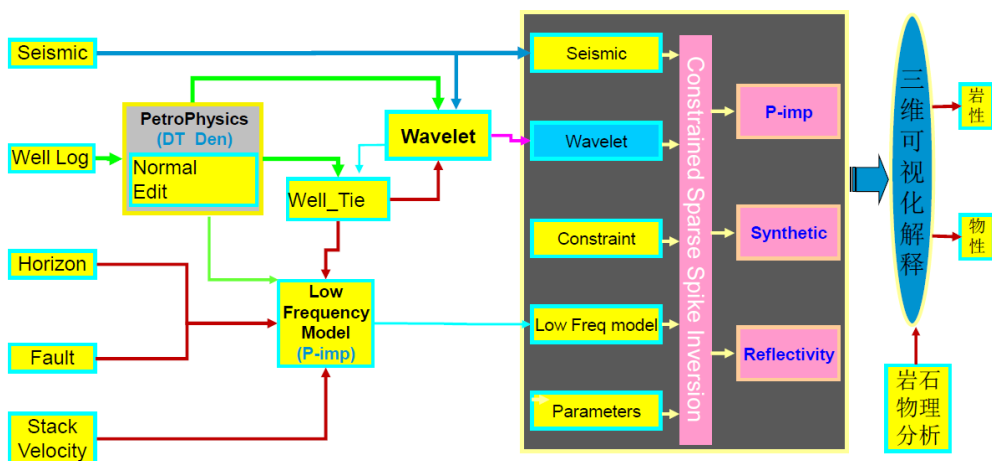 Seismic
Well Log
Horizon
Fault
Stack
Velocity
PetroPhysics
(DT_Den)
Normal
Edit
Well_Tie
Wavelet
Low
Frequency
Model
(P-imp)
Seismic
Wavelet
Constraint
Low Freq model
Parameters
Constrained Sparse Spike Inversion
P-imp
Synthetic
Reflectivity
三维可视化解释
岩性
物性
岩石
物理
分析